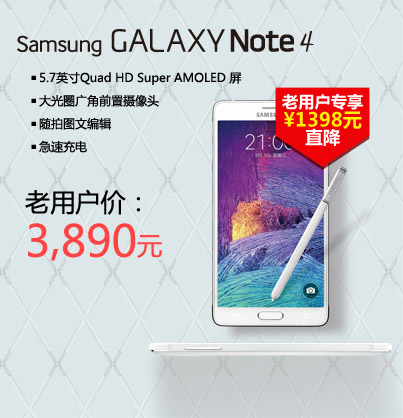 Samsung GALAXY Note 4
▪ 5.7英寸Quad HD Super AMOLED 屏
▪ 大光圈广角前置摄像头
▪ 随拍图文编辑
▪ 急速充电
老用户价：
3,890元
老用户专享
¥1398元
直降
SAMSUNG